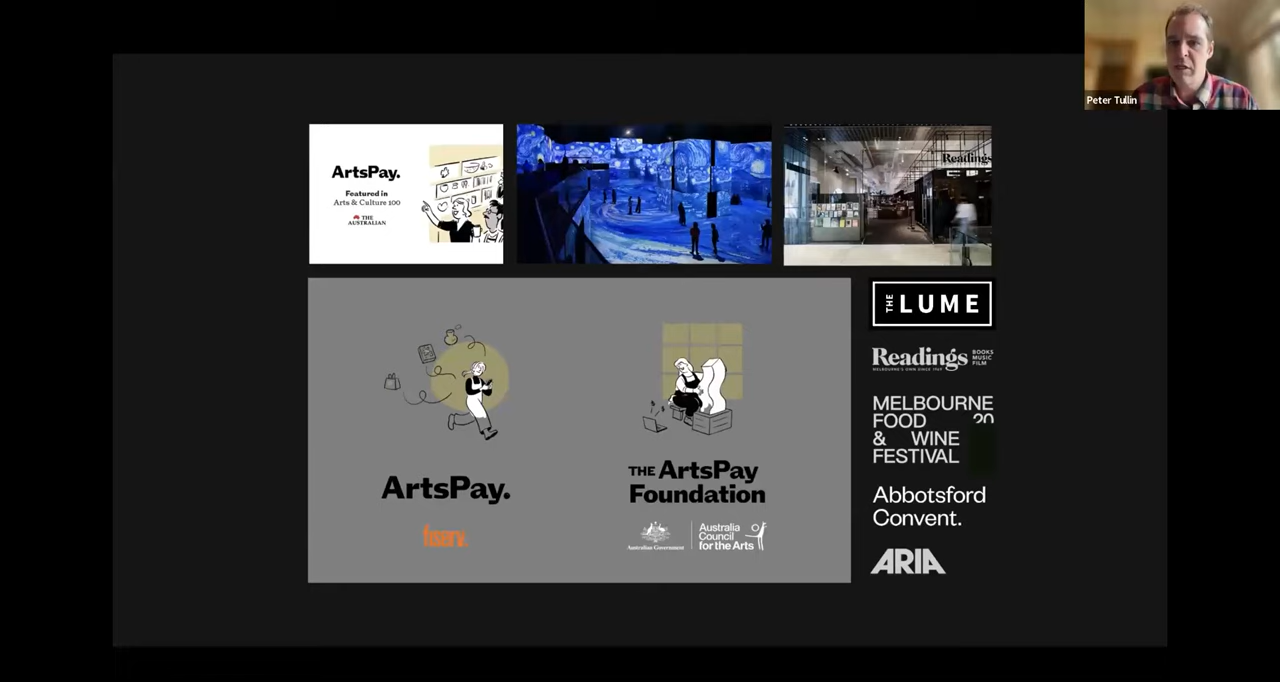 Peter Tullin
ArtsPay.
Featured in
Arts & Culture 100
THE
AUSTRALIAN
Readings
THE LUME
Readings BOOKS
MUSIC
FILM
MELBOURNE'S OWN SINCE 1969
MELBOURNE
FOOD 20
& WINE
FESTIVAL
Abbotsford
Convent.
ARIA
ArtsPay.
fiserv.
THE ArtsPay
Foundation
Australian Government
Australia
Council
for the Arts